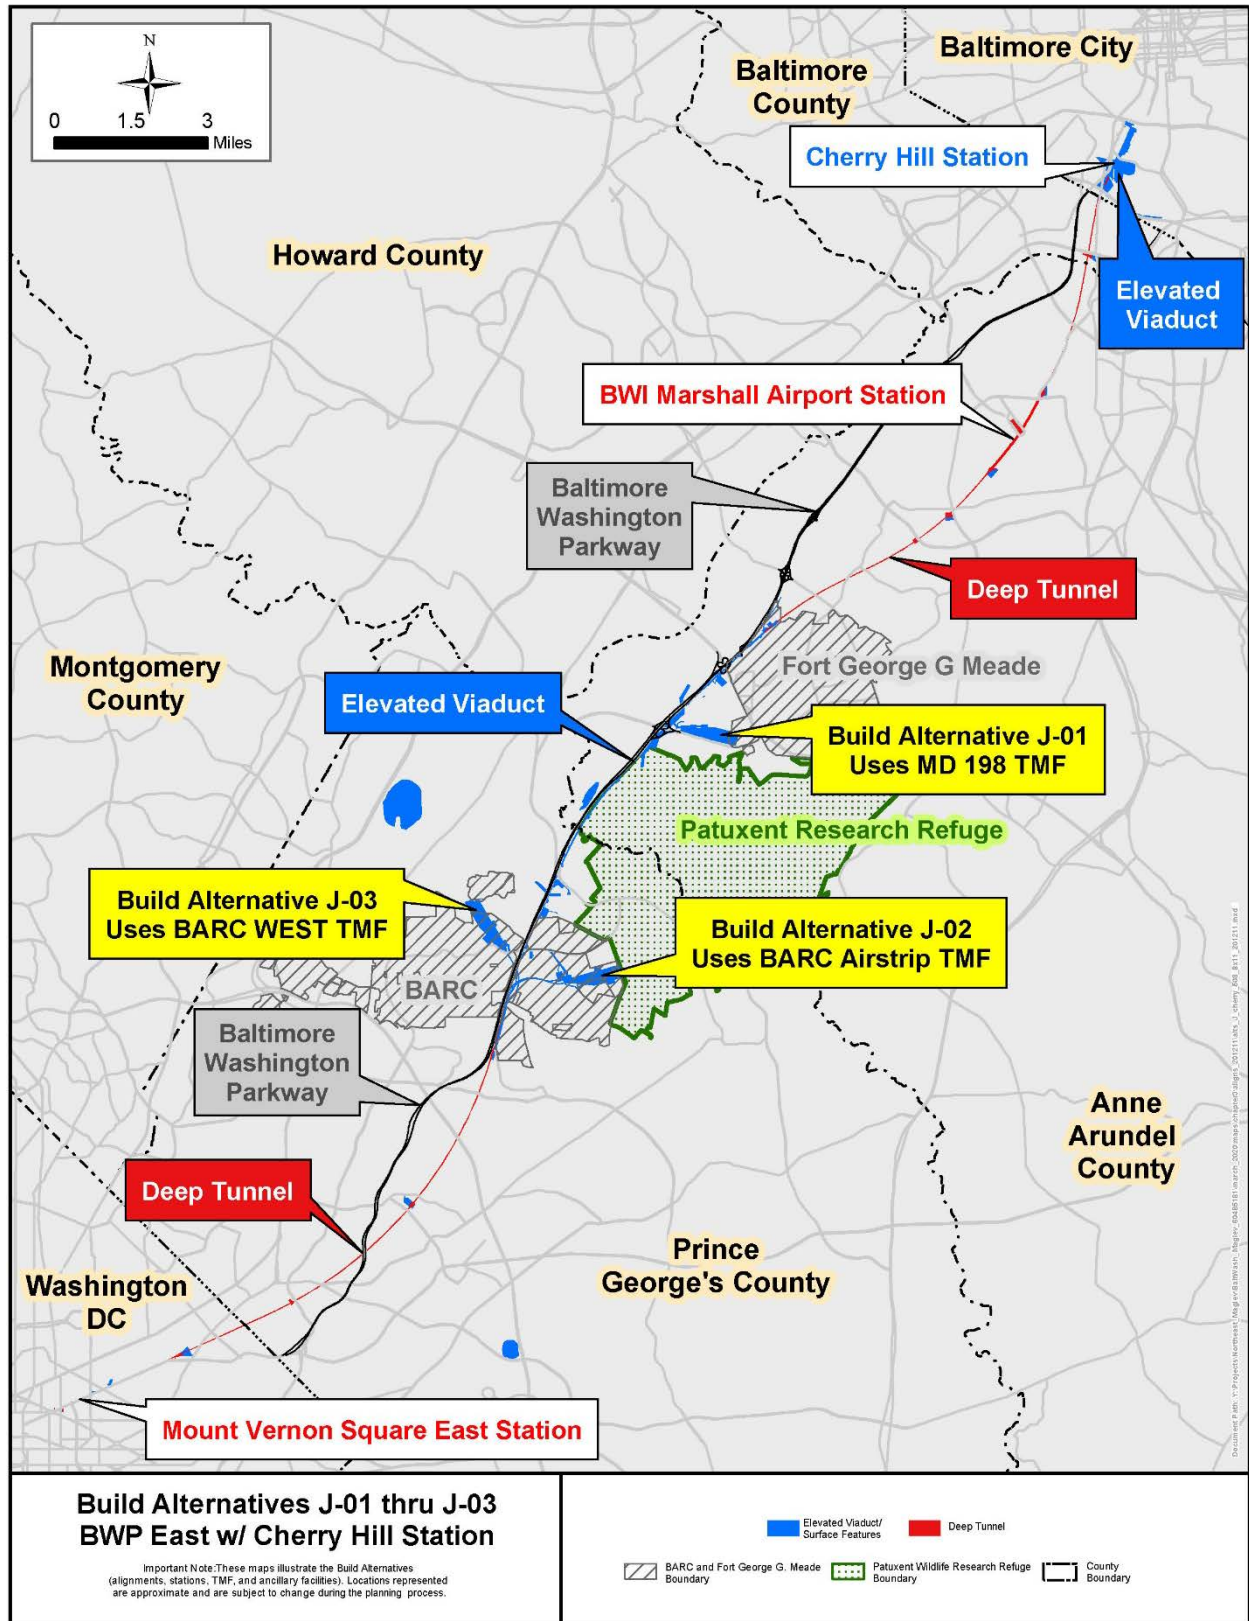 N
0 1.5 3
Miles
Baltimore City
Baltimore
County
Cherry Hill Station
Howard County
Elevated
Viaduct
BWI Marshall Airport Station
Baltimore
Washington
Parkway
Deep Tunnel
Fort George G Meade
Montgomery
County
Elevated Viaduct
Build Alternative J-01
Uses MD 198 TMF
Patuxent Research Refuge
Build Alternative J-03
Uses BARC WEST TMF
Build Alternative J-02
Uses BARC Airstrip TMF
BARC
Baltimore
Washington
Parkway
Anne
Arundel
County
Deep Tunnel
Prince
George's County
Washington
DC
Mount Vernon Square East Station
Build Alternatives J-01 thru J-03
BWP East w/ Cherry Hill Station
Important Note:These maps illustrate the Build Alternatives
(alignments, stations, TMF, and ancillary facilities). Locations represented
are approximate and are subject to change during the planning process.
Elevated Viaduct/
Surface Features
Deep Tunnel
BARC and Fort George G. Meade
Boundary
Patuxent Wildlife Research Refuge
Boundary
County
Boundary